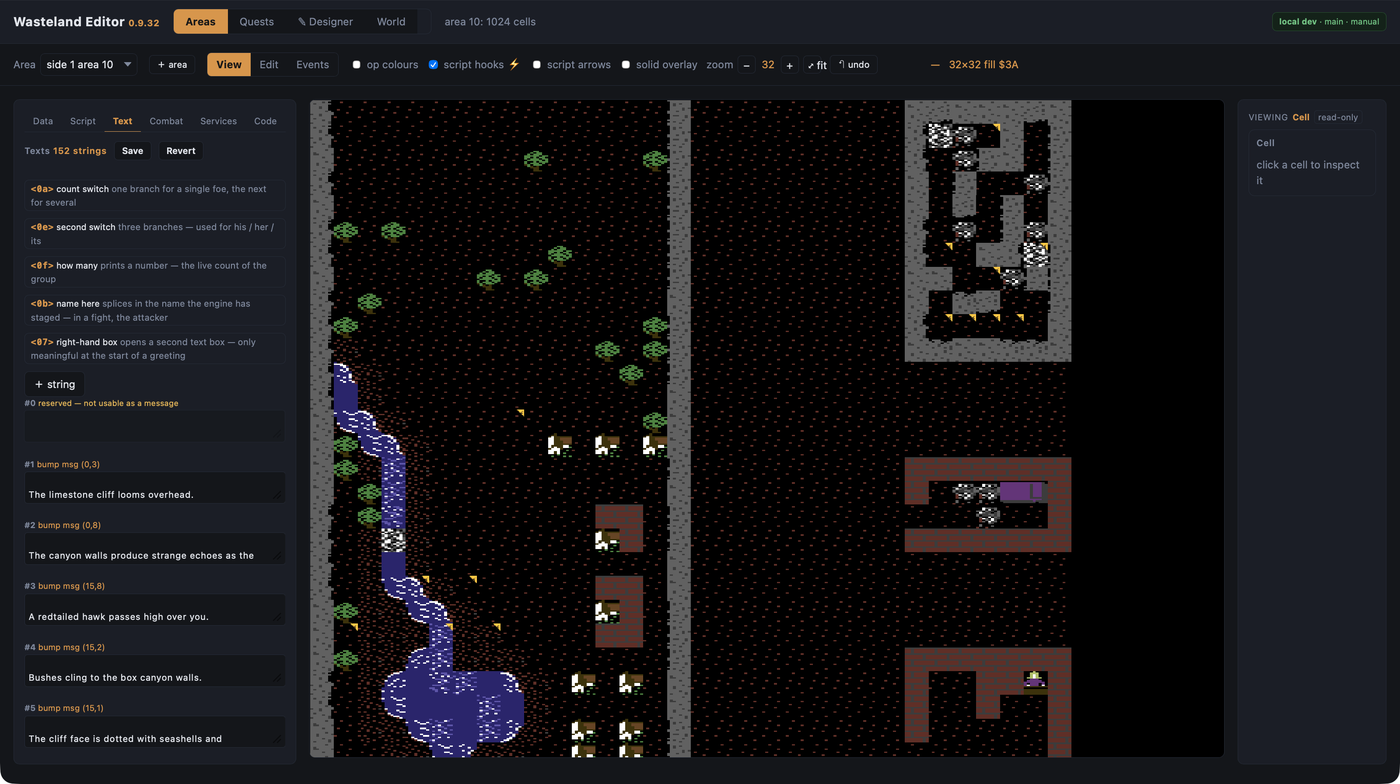 Wasteland Editor 0.9.32
Areas Quests ✎ Designer World area 10: 1024 cells
local dev · main · manual
Area side 1 area 10 + area View Edit Events op colours script hooks ⚡ script arrows solid overlay zoom − 32 + ⤢ fit ↶ undo — 32×32 fill $3A
Data Script Text Combat Services Code
Texts 152 strings Save Revert
<0a> count switch one branch for a single foe, the next
for several
<0e> second switch three branches — used for his / her /
its
<0f> how many prints a number — the live count of the
group
<0b> name here splices in the name the engine has
staged — in a fight, the attacker
<07> right-hand box opens a second text box — only
meaningful at the start of a greeting
+ string
#0 reserved — not usable as a message
#1 bump msg (0,3)
The limestone cliff looms overhead.
#2 bump msg (0,8)
The canyon walls produce strange echoes as the
#3 bump msg (15,8)
A redtailed hawk passes high over you.
#4 bump msg (15,2)
Bushes cling to the box canyon walls.
#5 bump msg (15,1)
The cliff face is dotted with seashells and
VIEWING Cell read-only
Cell
click a cell to inspect
it